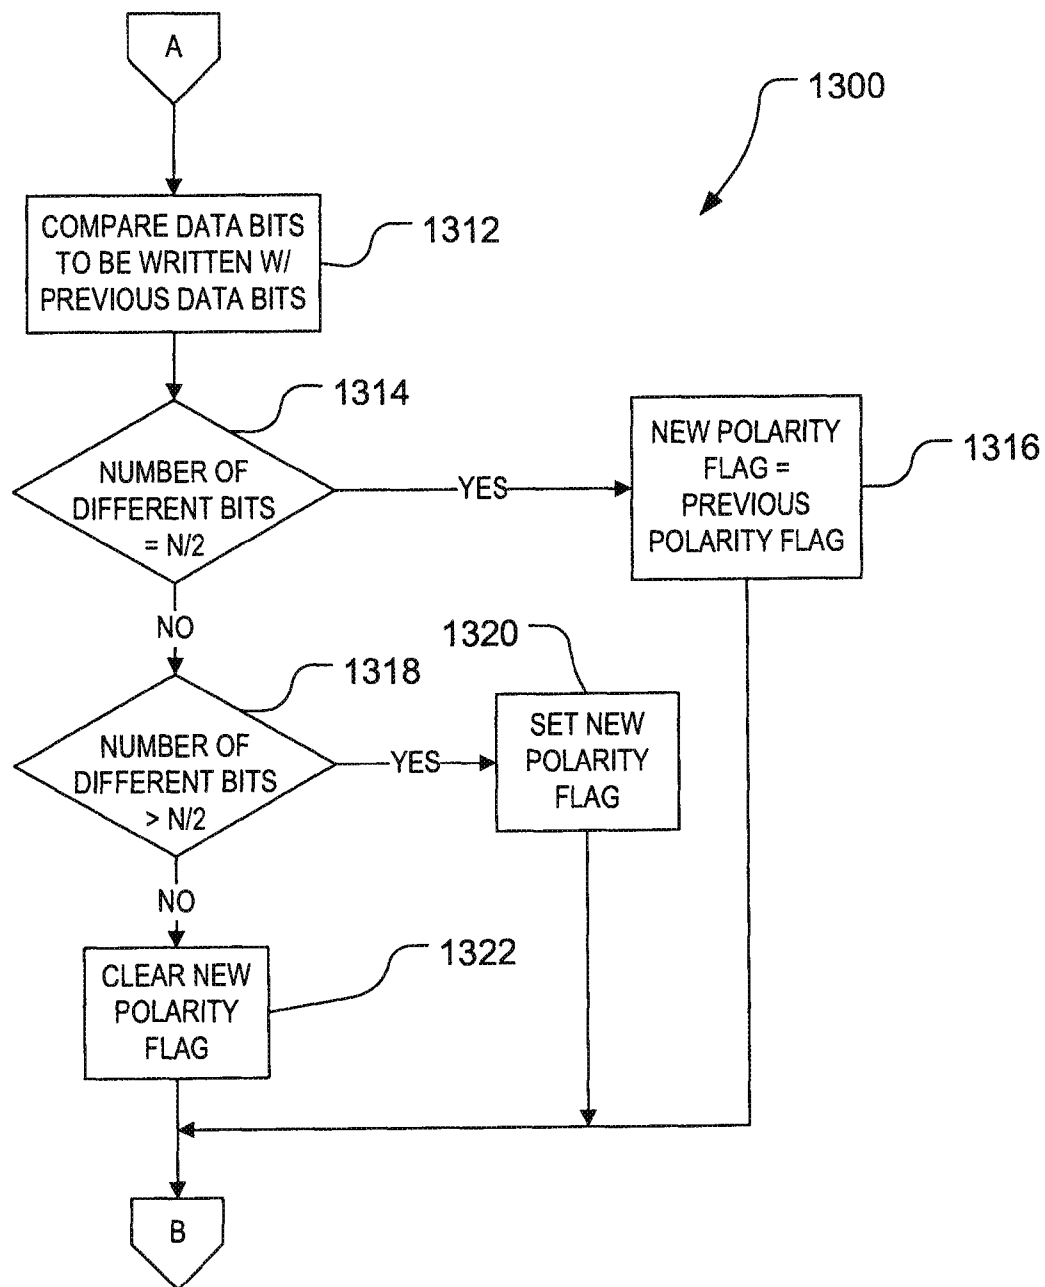 A
1300
COMPARE DATA BITS
TO BE WRITTEN W/
PREVIOUS DATA BITS
1312
1314
NUMBER OF
DIFFERENT BITS
= N/2
YES
NEW POLARITY
FLAG =
PREVIOUS
POLARITY FLAG
1316
NO
1318
NUMBER OF
DIFFERENT BITS
> N/2
YES
1320
SET NEW
POLARITY
FLAG
NO
1322
CLEAR NEW
POLARITY
FLAG
B